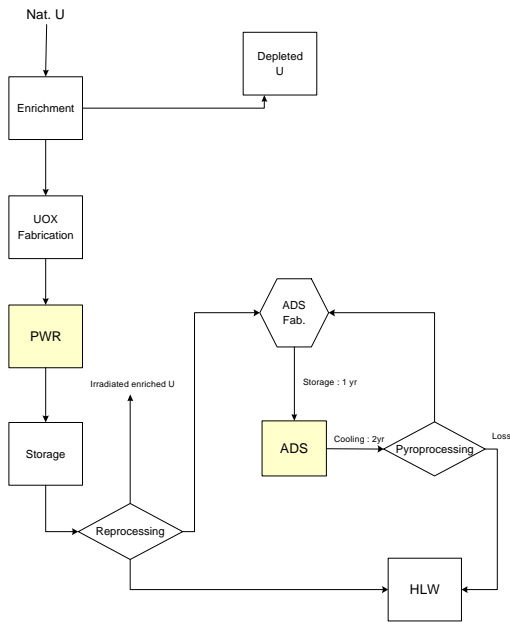 Nat. U
Depleted
U
Enrichment
UOX
Fabrication
ADS
Fab.
PWR
Irradiated enriched U
Storage : 1 yr
Storage
ADS
Cooling : 2yr
Pyroprocessing
Loss
Reprocessing
HLW